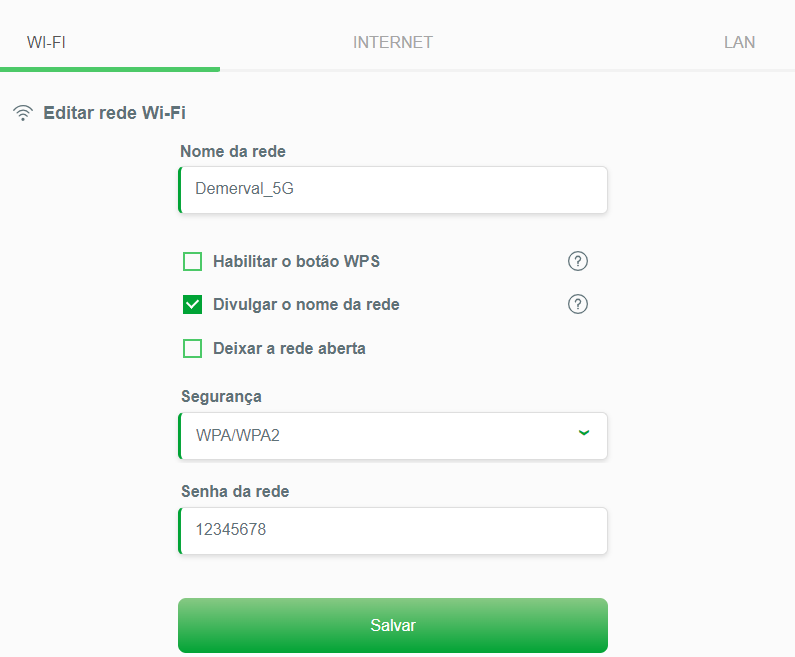 WI-FI
INTERNET
LAN
Editar rede Wi-Fi
Nome da rede
Demerval_5G
Habilitar o botão WPS ?
Divulgar o nome da rede ?
Deixar a rede aberta
Segurança
WPA/WPA2
Senha da rede
12345678
Salvar